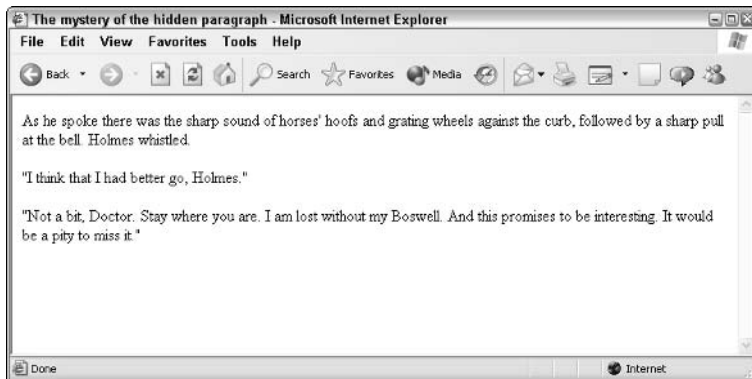 The mystery of the hidden paragraph - Microsoft Internet Explorer
File Edit View Favorites Tools Help
Back Search Favorites Media
As he spoke there was the sharp sound of horses' hoofs and grating wheels against the curb, followed by a sharp pull
at the bell. Holmes whistled.
"I think that I had better go, Holmes."
"Not a bit, Doctor. Stay where you are. I am lost without my Boswell. And this promises to be interesting. It would
be a pity to miss it."
Done Internet